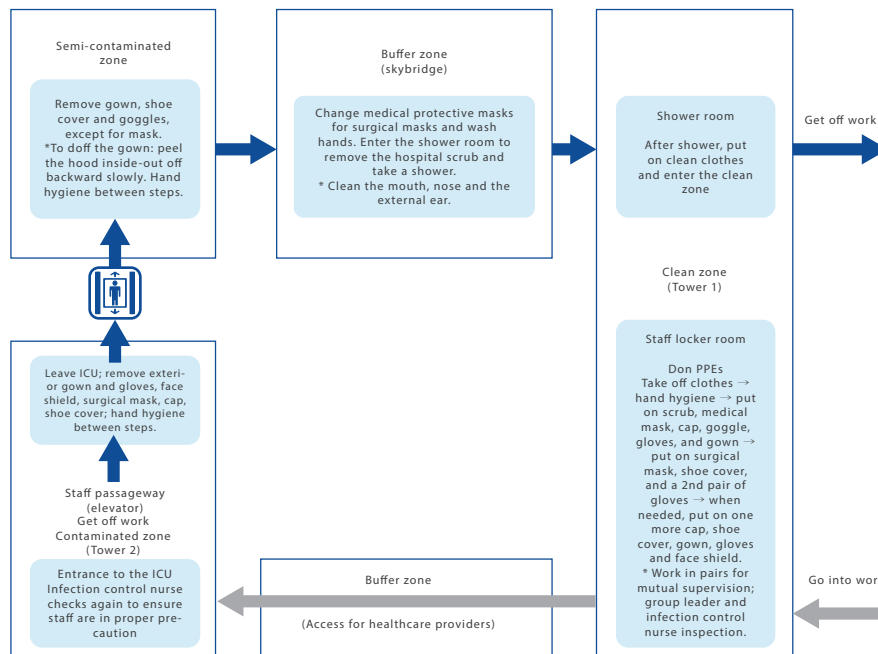 Semi-contaminated
zone
Remove gown, shoe
cover and goggles,
except for mask.
*To doff the gown: peel
the hood inside-out off
backward slowly. Hand
hygiene between steps.
Buffer zone
(skybridge)
Change medical protective masks
for surgical masks and wash
hands. Enter the shower room to
remove the hospital scrub and
take a shower.
* Clean the mouth, nose and the
external ear.
Shower room
After shower, put
on clean clothes
and enter the clean
zone
Get off work
Clean zone
(Tower 1)
Staff locker room
Don PPEs
Take off clothes →
hand hygiene → put
on scrub, medical
mask, cap, goggle,
gloves, and gown →
put on surgical
mask, shoe cover,
and a 2nd pair of
gloves → when
needed, put on one
more cap, shoe
cover, gown, gloves
and face shield.
* Work in pairs for
mutual supervision;
group leader and
infection control
nurse inspection.
Go into wor
Leave ICU; remove exteri-
or gown and gloves, face
shield, surgical mask, cap,
shoe cover; hand hygiene
between steps.
Staff passageway
(elevator)
Get off work
Contaminated zone
(Tower 2)
Entrance to the ICU
Infection control nurse
checks again to ensure
staff are in proper pre-
caution
Buffer zone
(Access for healthcare providers)